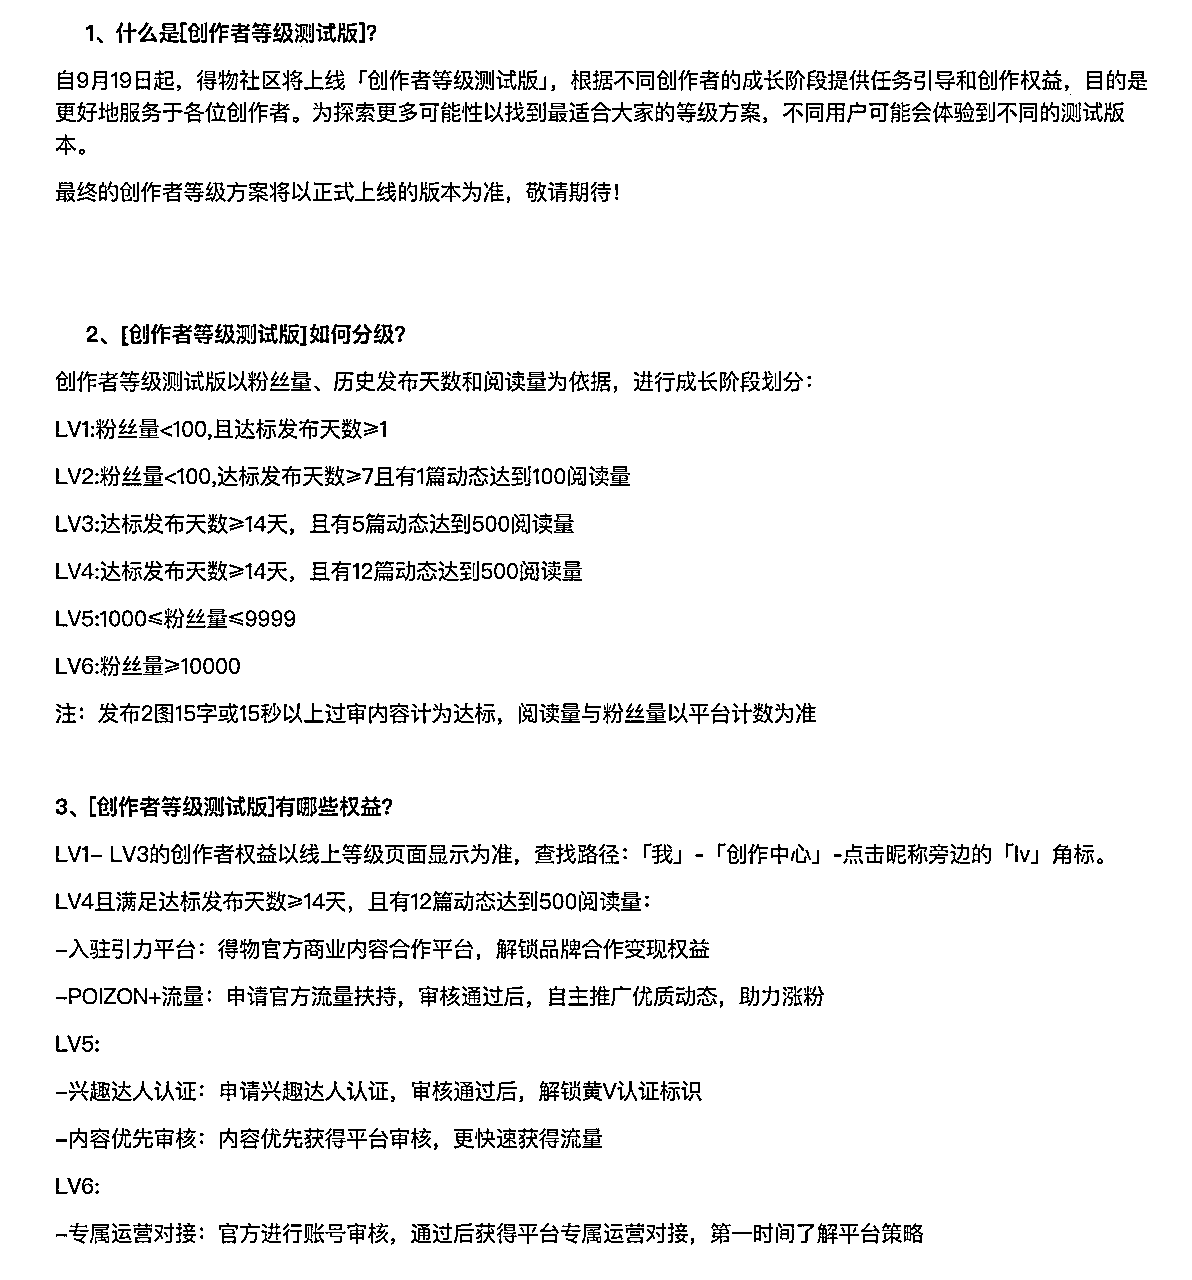 1、什么是[创作者等级测试版]?
自9月19日起，得物社区将上线「创作者等级测试版」，根据不同创作者的成长阶段提供任务引导和创作权益，目的是
更好地服务于各位创作者。为探索更多可能性以找到最适合大家的等级方案，不同用户可能会体验到不同的测试版
本。
最终的创作者等级方案将以正式上线的版本为准，敬请期待！
2、[创作者等级测试版]如何分级?
创作者等级测试版以粉丝量、历史发布天数和阅读量为依据，进行成长阶段划分：
LV1:粉丝量<100,且达标发布天数≥1
LV2:粉丝量<100,达标发布天数≥7且有1篇动态达到100阅读量
LV3:达标发布天数≥14天，且有5篇动态达到500阅读量
LV4:达标发布天数≥14天，且有12篇动态达到500阅读量
LV5:1000≤粉丝量≤9999
LV6:粉丝量≥10000
注：发布2图15字或15秒以上过审内容计为达标，阅读量与粉丝量以平台计数为准
3、[创作者等级测试版]有哪些权益?
LV1– LV3的创作者权益以线上等级页面显示为准，查找路径：「我」-「创作中心」-点击昵称旁边的「lv」角标。
LV4且满足达标发布天数≥14天，且有12篇动态达到500阅读量：
–入驻引力平台：得物官方商业内容合作平台，解锁品牌合作变现权益
–POIZON+流量：申请官方流量扶持，审核通过后，自主推广优质动态，助力涨粉
LV5:
–兴趣达人认证：申请兴趣达人认证，审核通过后，解锁黄V认证标识
–内容优先审核：内容优先获得平台审核，更快速获得流量
LV6:
–专属运营对接：官方进行账号审核，通过后获得平台专属运营对接，第一时间了解平台策略